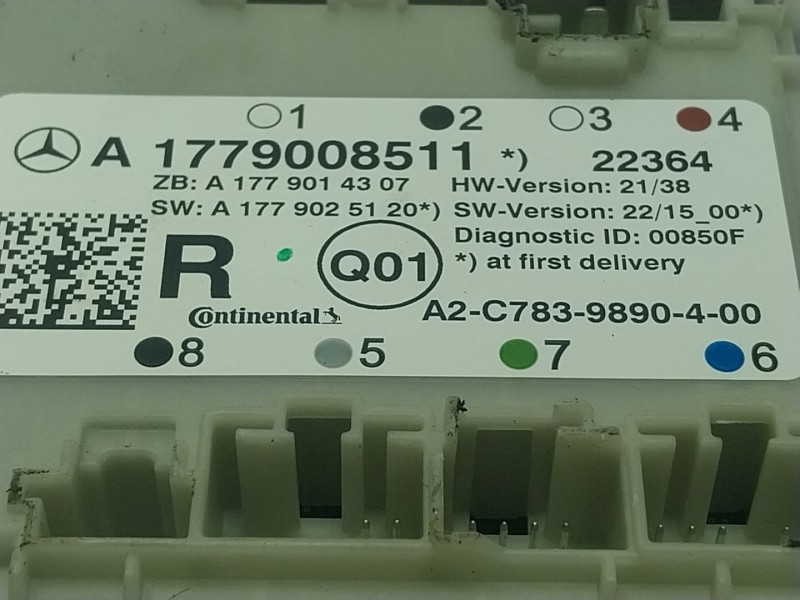 1 2 3 4
A 1779008511 *) 22364
ZB: A 177 901 43 07 HW-Version: 21/38
SW: A 177 902 51 20*) SW-Version: 22/15_00*)
Diagnostic ID: 00850F
R Q01 *) at first delivery
Continental A2-C783-9890-4-00
8 5 7 6